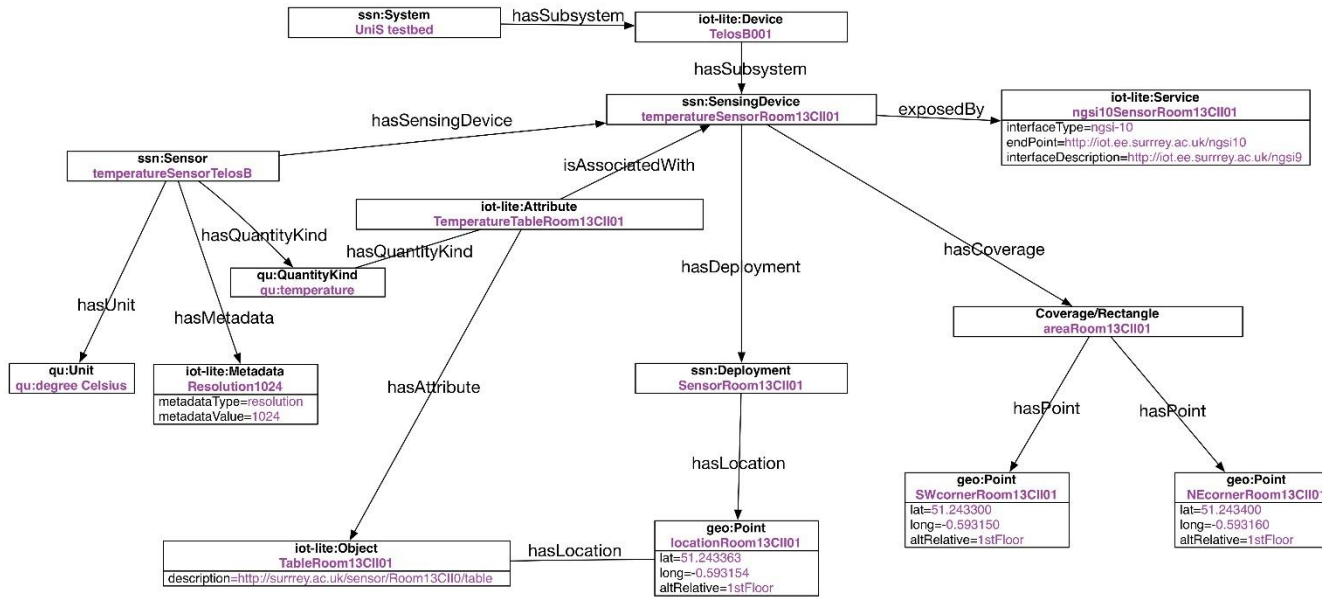 ssn:System
UniS testbed
hasSubsystem
iot-lite:Device
TelosB001
hasSubsystem
ssn:SensingDevice
temperatureSensorRoom13CII01
exposedBy
iot-lite:Service
ngsi10SensorRoom13CII01
interfaceType=ngsi-10
endPoint=http://iot.ee.surrrey.ac.uk/ngsi10
interfaceDescription=http://iot.ee.surrrey.ac.uk/ngsi9
hasSensingDevice
ssn:Sensor
temperatureSensorTelosB
isAssociatedWith
iot-lite:Attribute
TemperatureTableRoom13CII01
hasQuantityKind
hasQuantityKind
qu:QuantityKind
qu:temperature
hasDeployment
hasCoverage
hasUnit
hasMetadata
Coverage/Rectangle
areaRoom13CII01
qu:Unit
qu:degree Celsius
iot-lite:Metadata
Resolution1024
metadataType=resolution
metadataValue=1024
hasAttribute
ssn:Deployment
SensorRoom13CII01
hasPoint
hasPoint
hasLocation
geo:Point
SWcornerRoom13CII01
lat=51.243300
long=-0.593150
altRelative=1stFloor
geo:Point
NEcornerRoom13CII01
lat=51.243400
long=-0.593160
altRelative=1stFloor
iot-lite:Object
TableRoom13CII01
description=http://surrrey.ac.uk/sensor/Room13CII0/table
hasLocation
geo:Point
locationRoom13CII01
lat=51.243363
long=-0.593154
altRelative=1stFloor